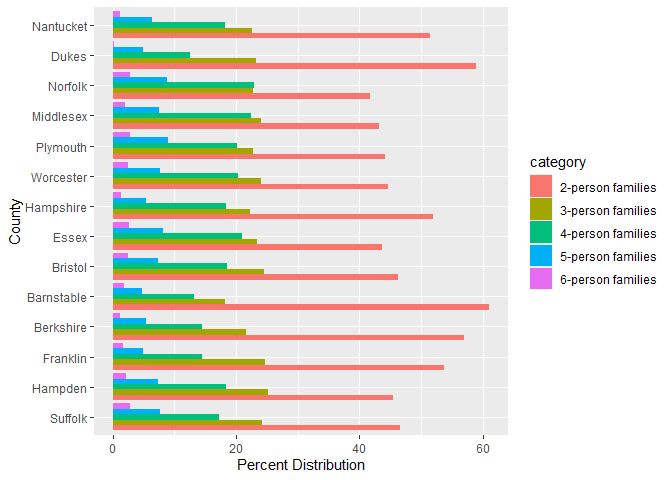 Nantucket
Dukes
Norfolk
Middlesex
Plymouth
Worcester
Hampshire
Essex
Bristol
Barnstable
Berkshire
Franklin
Hampden
Suffolk
County
0 20 40 60
Percent Distribution
category
2-person families
3-person families
4-person families
5-person families
6-person families